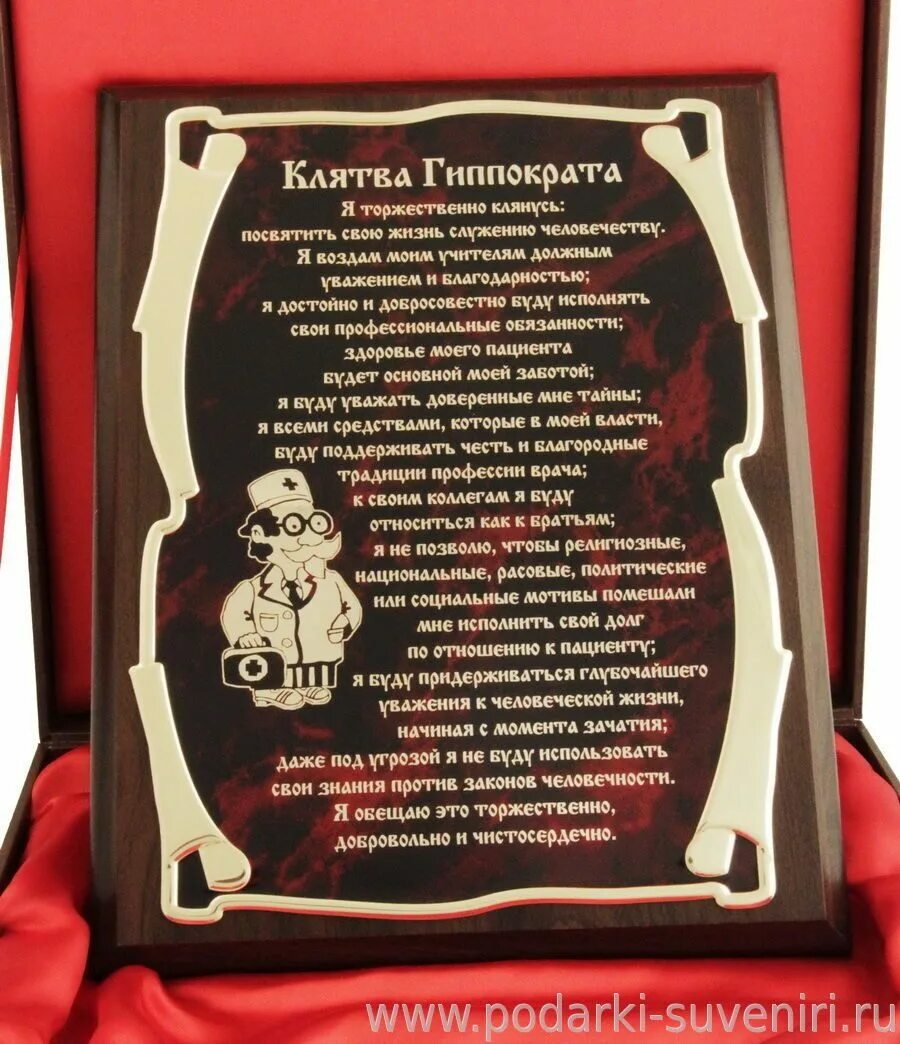 Клятва Гиппократа
Я торжественно клянусь:
посвятить свою жизнь служению человечеству.
Я воздам моим учителям должным
уважением и благодарностью;
я достойно и добросовестно буду исполнять
свои профессиональные обязанности;
здоровье моего пациента
будет основной моей заботой;
я буду уважать доверенные мне тайны;
я всеми средствами, которые в моей власти,
буду поддерживать честь и благородные
традиции профессии врача;
к своим коллегам я буду
относиться как к братьям;
я не позволю, чтобы религиозные,
национальные, расовые, политические
или социальные мотивы помешали
мне исполнить свой долг
по отношению к пациенту;
я буду придерживаться глубочайшего
уважения к человеческой жизни,
начиная с момента зачатия;
даже под угрозой я не буду использовать
свои знания против законов человечности.
Я обещаю это торжественно,
добровольно и чистосердечно.
www.podarki-suveniri.ru